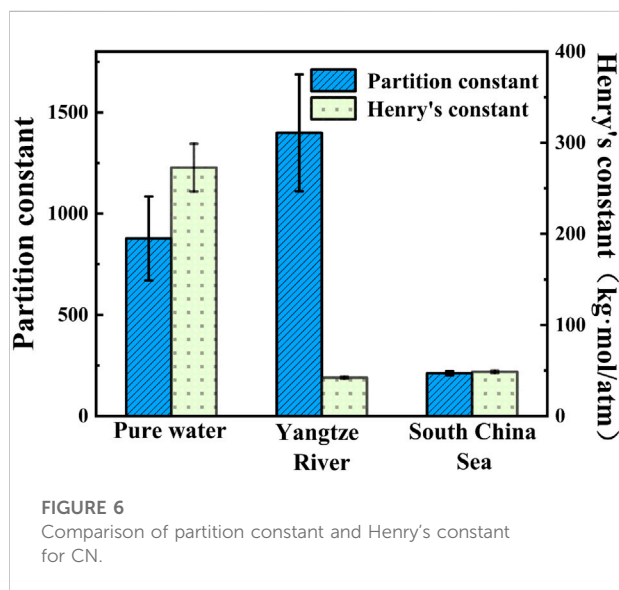 Partition constant
1500
1000
500
0
Partition constant
Henry's constant
400
300
200
100
0
Henry's constant（kg·mol/atm）
Pure water
Yangtze
River
South China
Sea
FIGURE 6
Comparison of partition constant and Henry's constant
for CN.